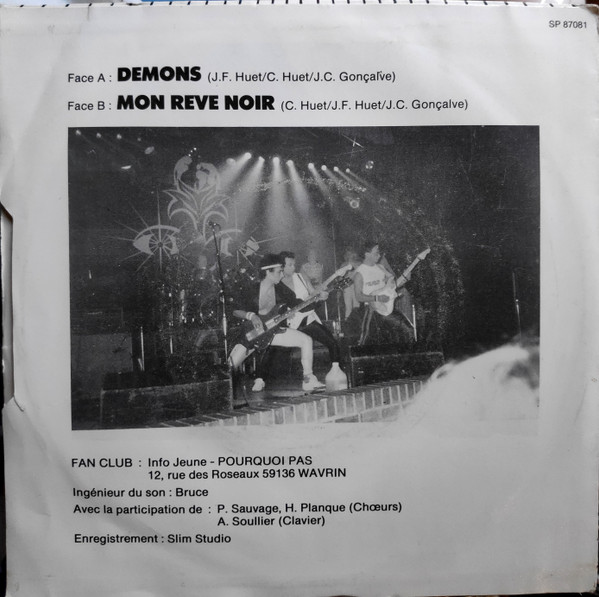 SP 87081
Face A : DEMONS (J.F. Huet/C. Huet/J.C. Gonçalve)
Face B : MON REVE NOIR (C. Huet/J.F. Huet/J.C. Gonçalve)
FAN CLUB : Info Jeune - POURQUOI PAS
12, rue des Roseaux 59136 WAVRIN
Ingénieur du son : Bruce
Avec la participation de : P. Sauvage, H. Planque (Chœurs)
A. Soullier (Clavier)
Enregistrement : Slim Studio